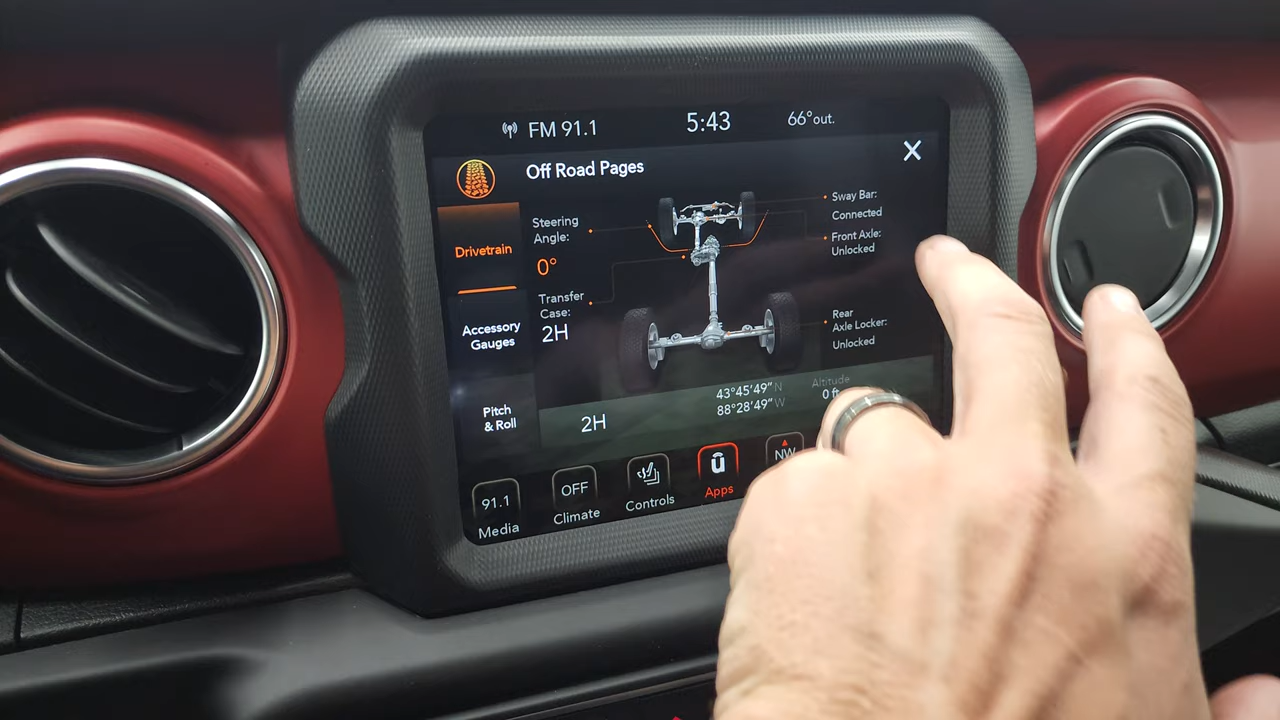 FM 91.1
5:43
66°out.
Off Road Pages
X
Drivetrain
Accessory
Gauges
Pitch
& Roll
Steering
Angle:
0°
Transfer
Case:
2H
Sway Bar:
Connected
Front Axle:
Unlocked
Rear
Axle Locker:
Unlocked
2H
43°45'49"N
88°28'49"W
Altitude
0 ft
91.1
Media
OFF
Climate
Controls
û
Apps
NW